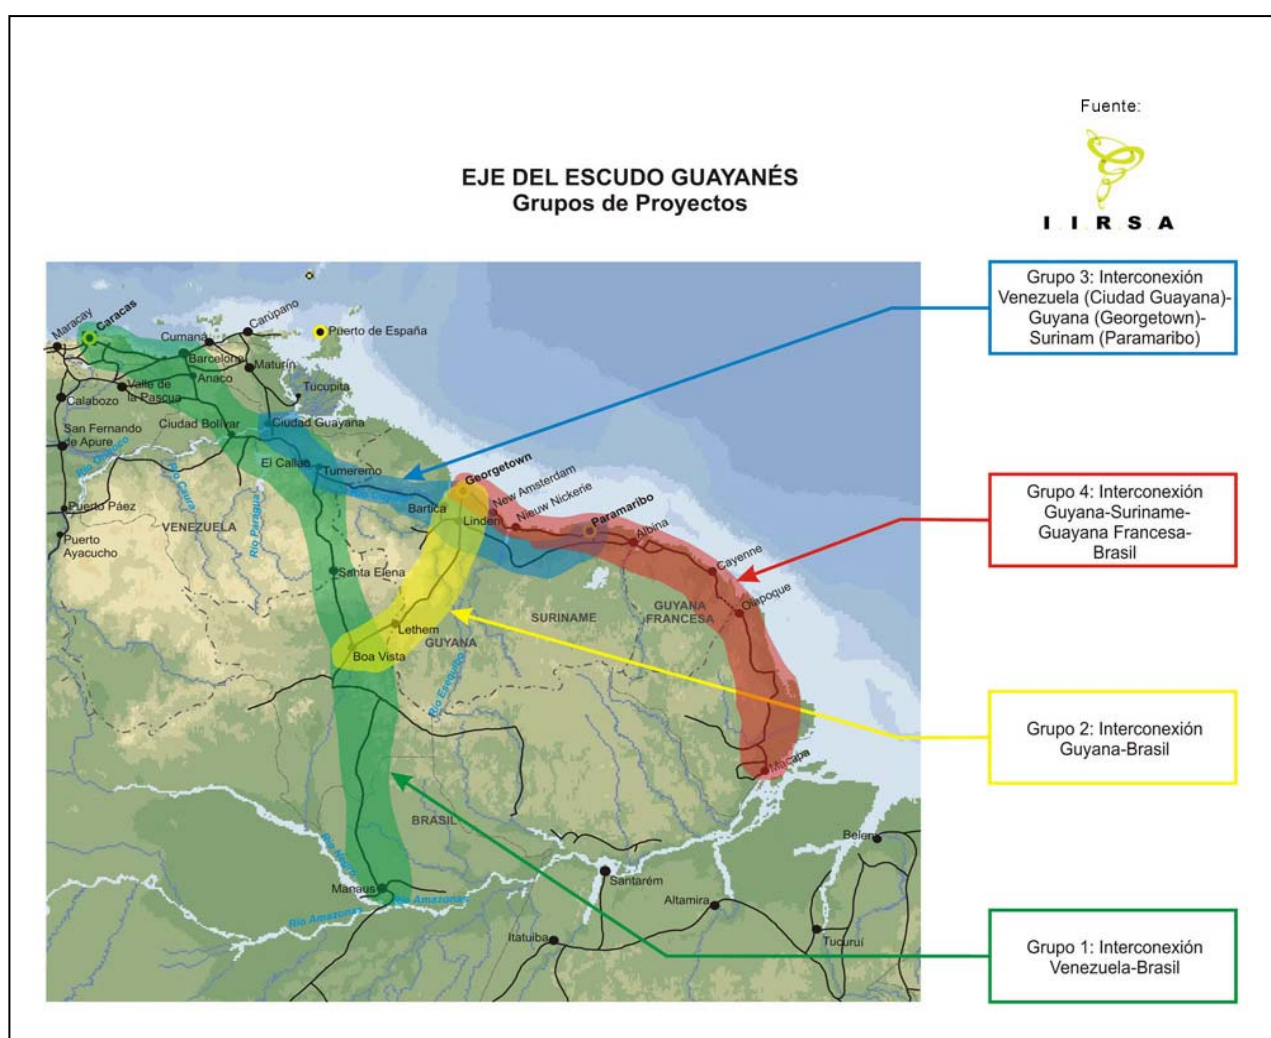 Fuente:
I.I.R.S.A
EJE DEL ESCUDO GUAYANÉS
Grupos de Proyectos
Grupo 3: Interconexión
Venezuela (Ciudad Guayana)-
Guyana (Georgetown)-
Surinam (Paramaribo)
Grupo 4: Interconexión
Guyana-Suriname-
Guayana Francesa-
Brasil
Grupo 2: Interconexión
Guyana-Brasil
Grupo 1: Interconexión
Venezuela-Brasil
Maracay
Caracas
Cumaná
Carúpano
Puerto de España
Barcelona
Maturín
Anaco
Valle de
la Pascua
Tucupita
Calabozo
Ciudad Bolívar
Ciudad Guayana
San Fernando
de Apure
Río Orinoco
El Callao
Tumeremo
Río Caura
Río Paragua
Georgetown
New Amsterdam
Nieuw Nickerie
Bartica
Linden
Paramaribo
Albina
Puerto Páez
VENEZUELA
Puerto
Ayacucho
Cayenne
Santa Elena
Oiapoque
GUYANA
FRANCESA
SURINAME
Lethem
GUYANA
Boa Vista
Río Esequibo
Macapa
BRASIL
Río Negro
Belen
Manaus
Río Amazonas
Río Amazonas
Santarém
Altamira
Itatuiba
Tucuruí